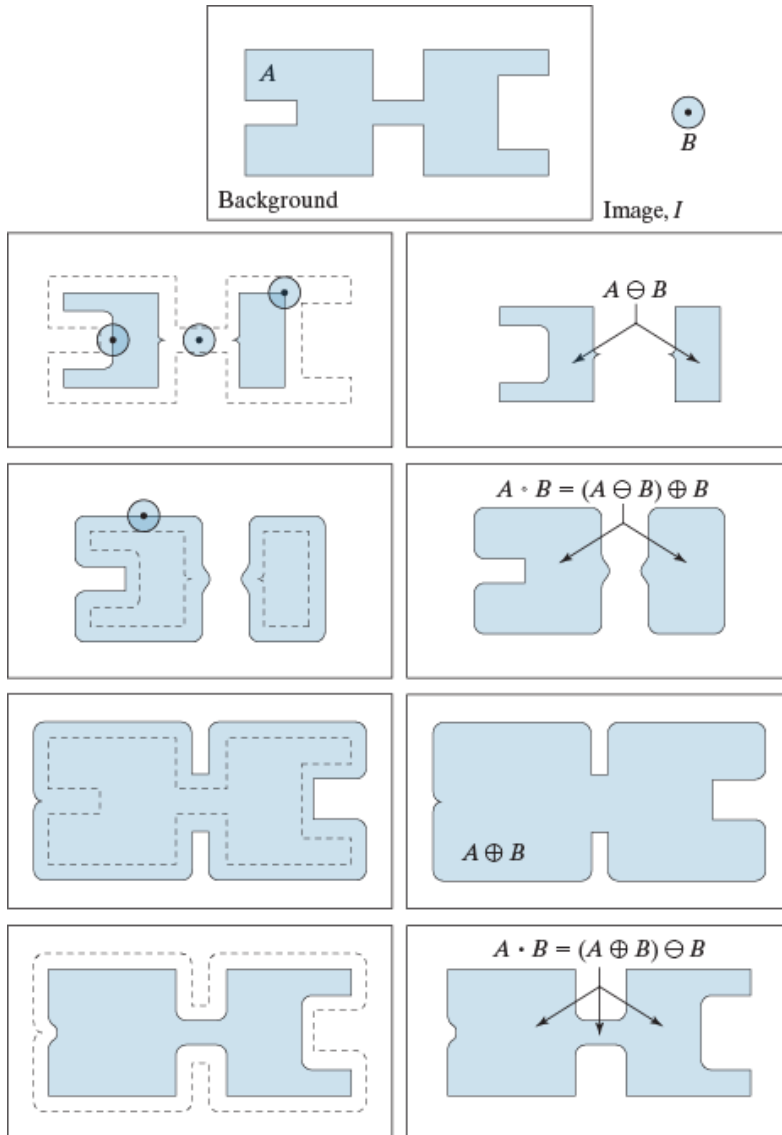 A
B
Background
Image, I
A ⊖ B
A ∘ B = (A ⊖ B) ⊕ B
A ⊕ B
A • B = (A ⊕ B) ⊖ B